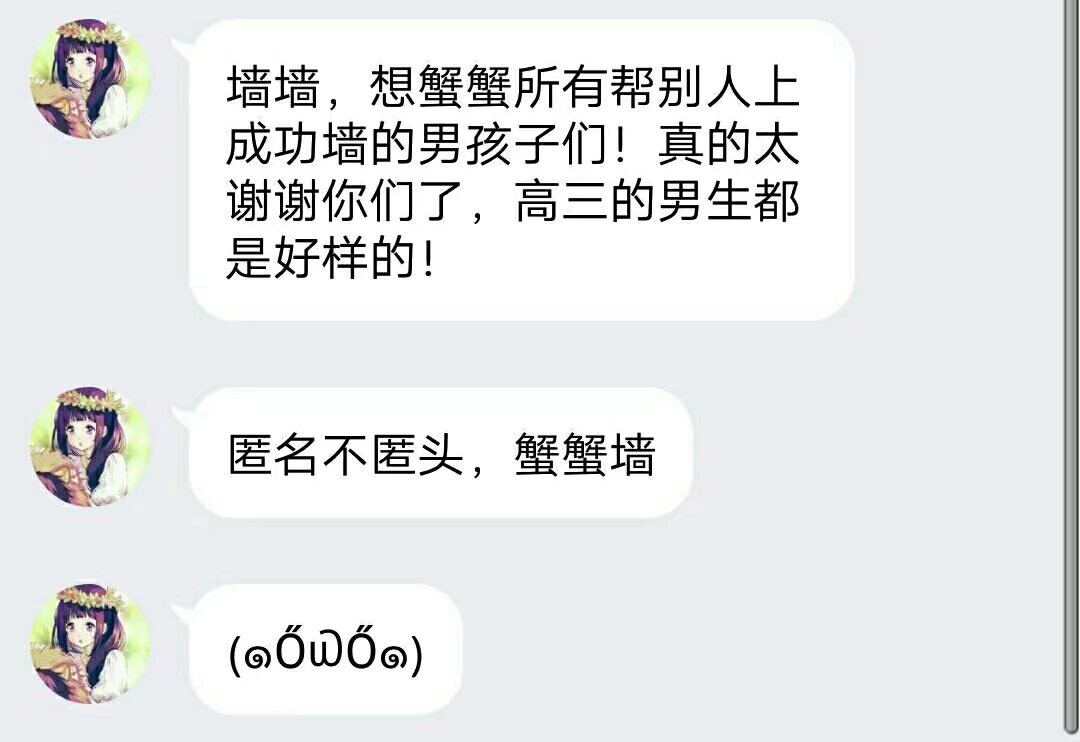 墙墙，想蟹蟹所有帮别人上
成功墙的男孩子们！真的太
谢谢你们了，高三的男生都
是好样的！
匿名不匿头，蟹蟹墙
(๑ŐдŐ๑)